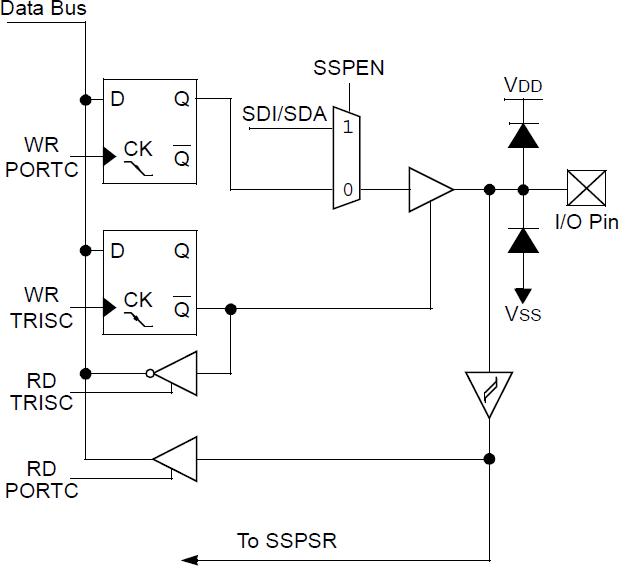 Data Bus
SSPEN
VDD
D Q
SDI/SDA
1
WR
PORTC
CK
Q
0
I/O Pin
D Q
WR
TRISC
CK
Q
VSS
RD
TRISC
RD
PORTC
To SSPSR